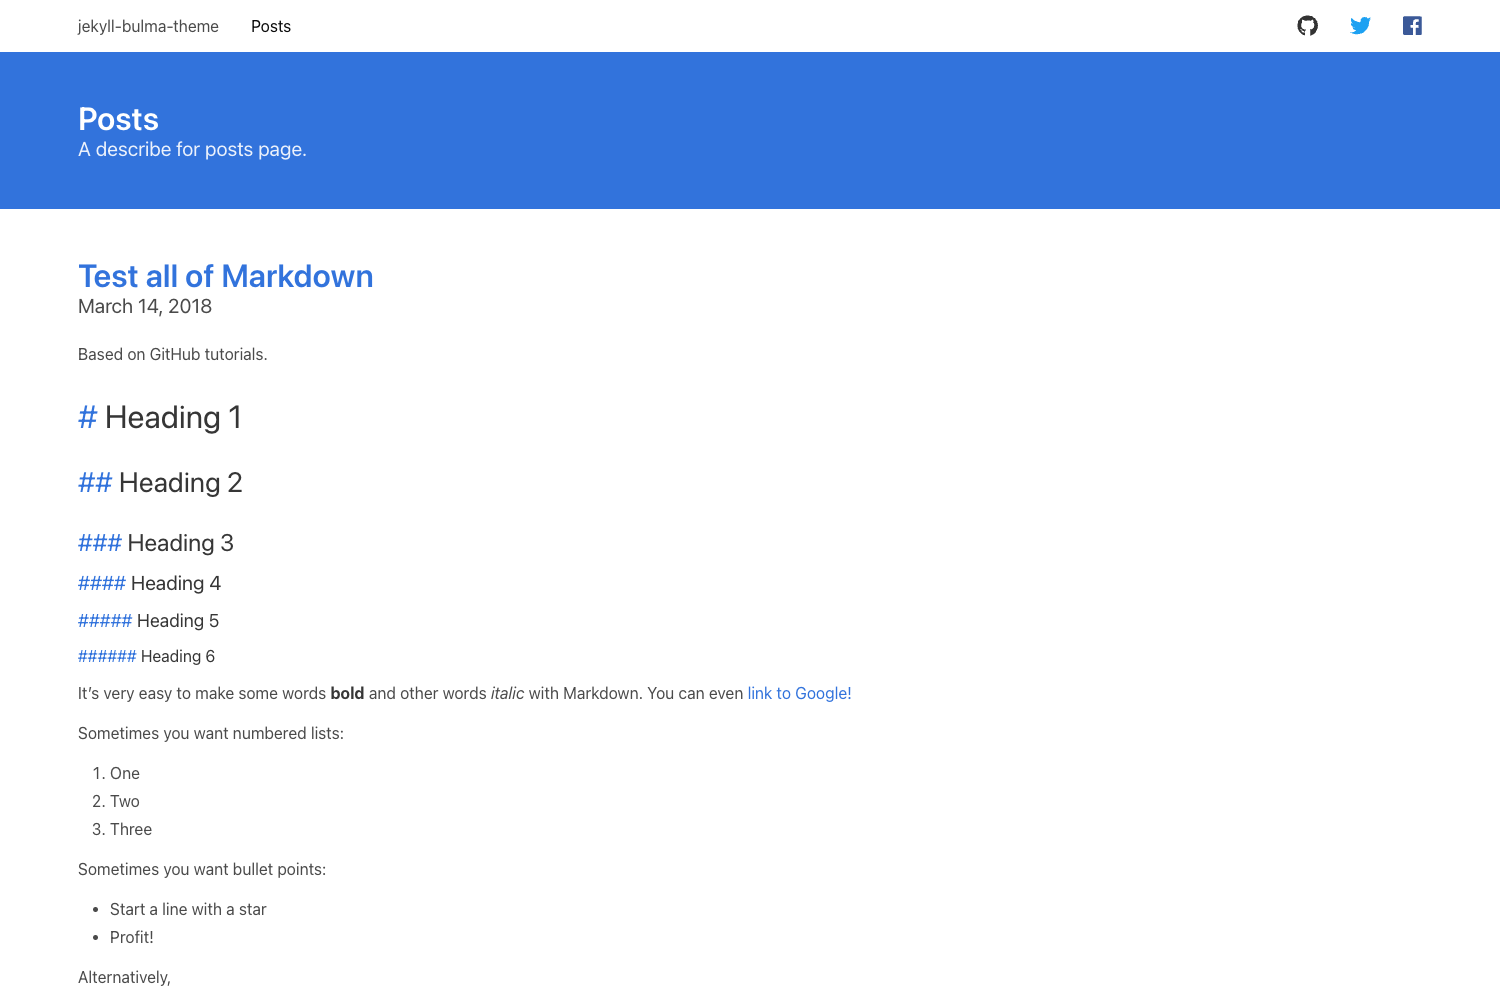 jekyll-bulma-theme Posts
Posts
A describe for posts page.
Test all of Markdown
March 14, 2018
Based on GitHub tutorials.
# Heading 1
## Heading 2
### Heading 3
#### Heading 4
##### Heading 5
###### Heading 6
It’s very easy to make some words bold and other words italic with Markdown. You can even link to Google!
Sometimes you want numbered lists:
1. One
2. Two
3. Three
Sometimes you want bullet points:
• Start a line with a star
• Profit!
Alternatively,